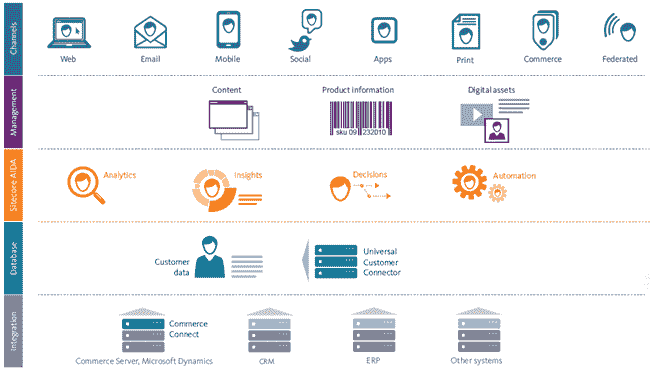 Channels
Web
Email
Mobile
Social
Apps
Print
Commerce
Federated
Management
Content
Product information
sku 09 232010
Digital assets
Sitecore AIDA
Analytics
Insights
Decisions
Automation
Database
Customer
data
Universal
Customer
Connector
Integration
Commerce
Connect
Commerce Server, Microsoft Dynamics
CRM
ERP
Other systems